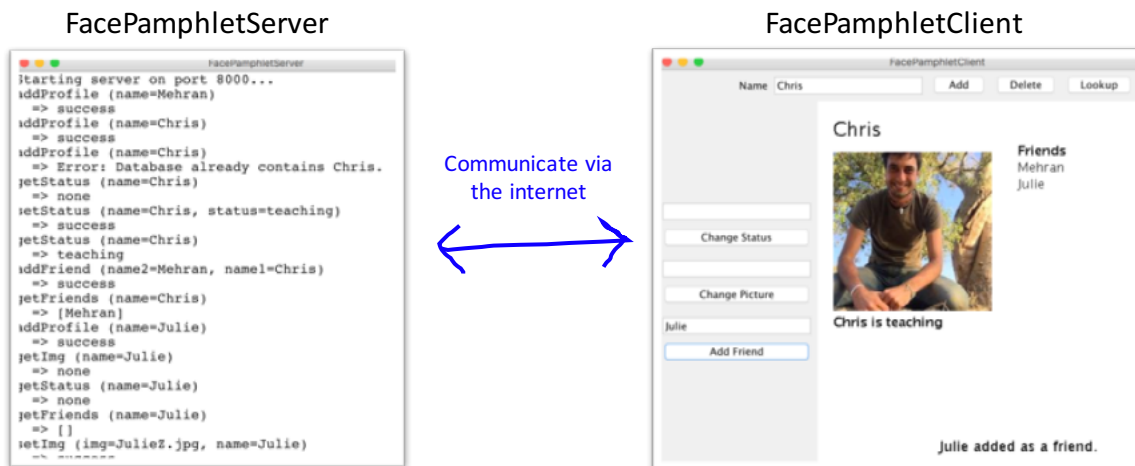 FacePamphletServer
FacePamphletServer
Starting server on port 8000...
addProfile (name=Mehran)
=> success
addProfile (name=Chris)
=> success
addProfile (name=Chris)
=> Error: Database already contains Chris.
getStatus (name=Chris)
=> none
setStatus (name=Chris, status=teaching)
=> success
getStatus (name=Chris)
=> teaching
addFriend (name2=Mehran, name1=Chris)
=> success
getFriends (name=Chris)
=> [Mehran]
addProfile (name=Julie)
=> success
getImg (name=Julie)
=> none
getStatus (name=Julie)
=> none
getFriends (name=Julie)
=> []
setImg (img=JulieZ.jpg, name=Julie)
=> success
Communicate via
the internet
FacePamphletClient
FacePamphletClient
Name Chris Add Delete Lookup
Chris
Friends
Mehran
Julie
Change Status
Change Picture
Chris is teaching
Julie
Add Friend
Julie added as a friend.